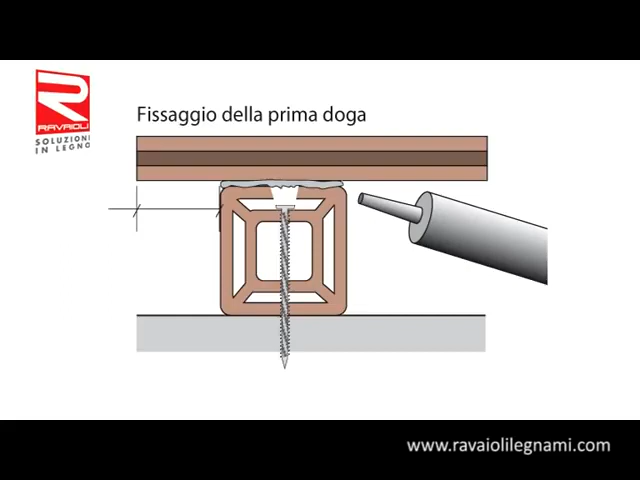 RAVAIOLI
SOLUZIONI
IN LEGNO
Fissaggio della prima doga
www.ravaiolilegnami.com